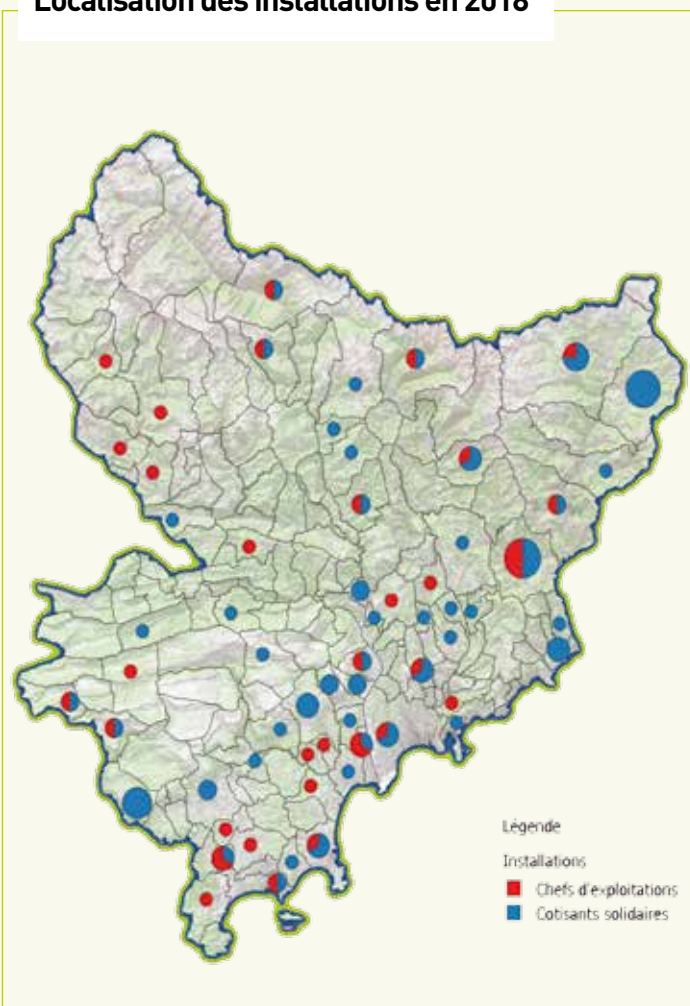 Localisation des installations en 2018
Légende
Installations
Chefs d'exploitations
Cotisants solidaires